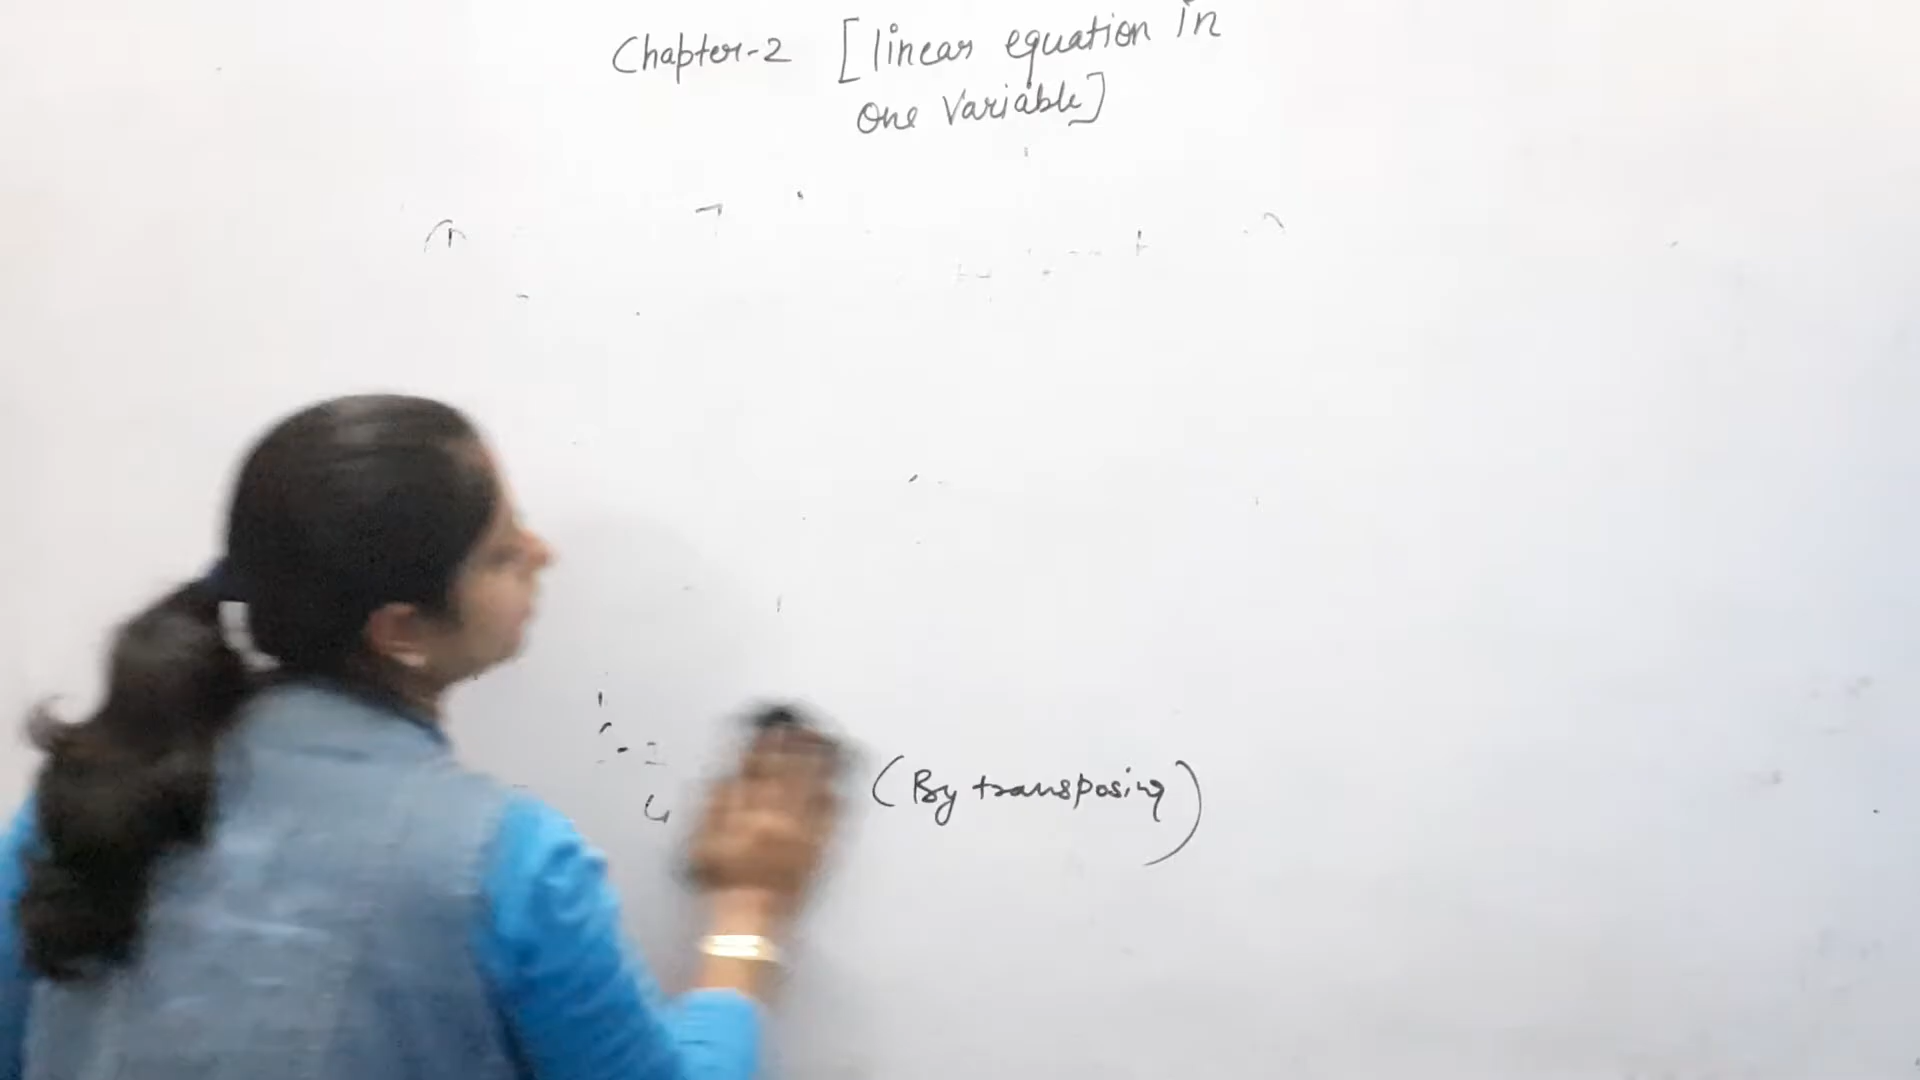 Chapter-2 [linear equation in
one variable]
(By transposing)